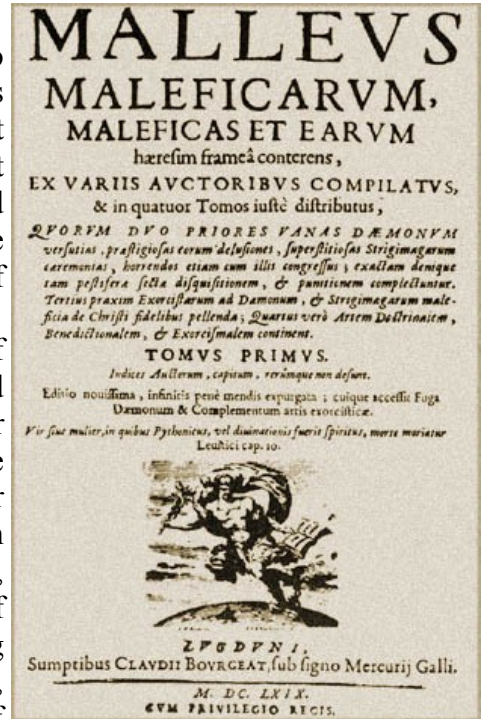 MALLEVS
MALEFICARVM,
MALEFICAS ET EARVM
hæresim frameâ conterens,
EX VARIIS AVCTORIBVS COMPILATVS,
& in quatuor Tomos iustè distributus,
QVORVM DVO PRIORES VANAS DÆMONVM
versutias, præstigiosas eorum delusiones, superstitiosas Strigimagarum
cæremonias, horrendos etiam cum illis congressus; exactam denique
tam pestiferæ sectæ disquisitionem, & punitionem complectuntur.
Tertius praxim Exorcistarum ad Dæmonum, & Strigimagarum male-
ficia de Christi fidelibus pellenda; Quartus verò Artem Doctrinalem,
Benedictionalem, & Exorcismalem continent.
TOMVS PRIMVS.
Indices Auctorum, capitum, rerúmque non desunt.
Editio nouissima, infinitis penè mendis expurgata; cuique accessit Fuga
Dæmonum & Complementum artis exorcisticæ.
Vir siue mulier, in quibus Pythonicus, vel diuinationis fuerit spiritus, morte moriatur
Leuitici cap. 10.
LVGDVNI,
Sumptibus CLAVDII BOVRGEAT, sub signo Mercurij Galli.
M. DC. LXIX.
CVM PRIVILEGIO REGIS.